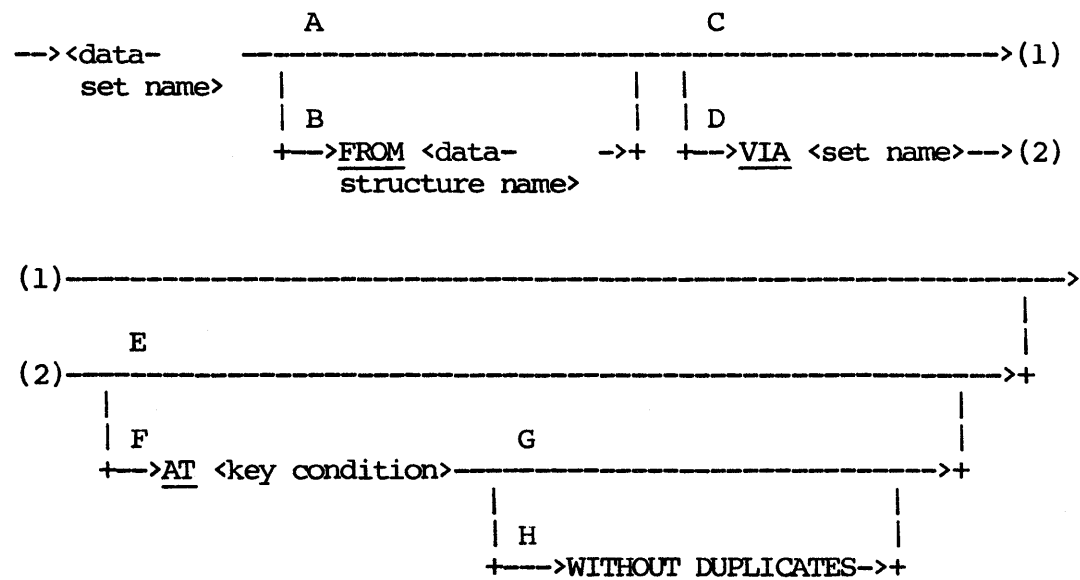 A C
-><data- ------------------------------------------------>(1)
set name>
B D
+-->FROM <data- ->+ +-->VIA <set name>-->(2)
structure name>
(1)---------------------------------------------------------------->
E
(2)------------------------------------------------------------>+
F G
+-->AT <key condition>------------------------------>+
H
+--->WITHOUT DUPLICATES->+